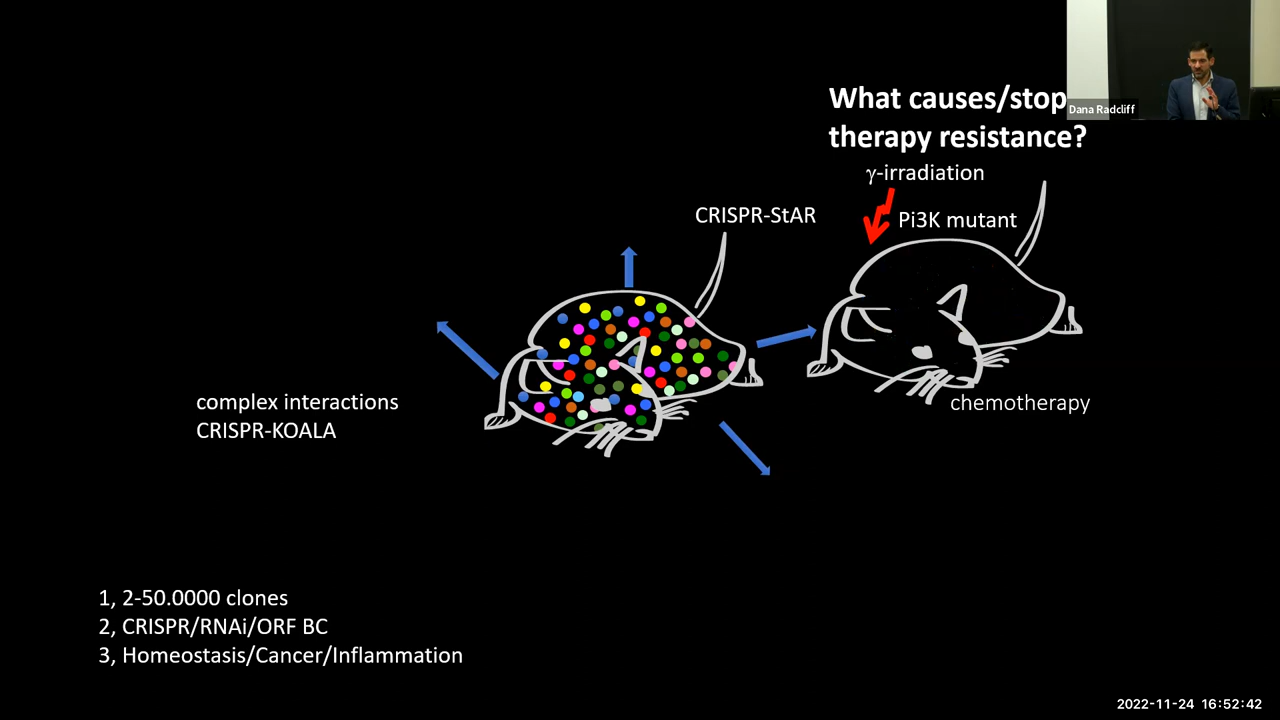 What causes/stop
therapy resistance?
Dana Radcliff
γ-irradiation
CRISPR-StAR
Pi3K mutant
complex interactions
CRISPR-KOALA
chemotherapy
1, 2-50.0000 clones
2, CRISPR/RNAi/ORF BC
3, Homeostasis/Cancer/Inflammation
2022-11-24 16:52:42